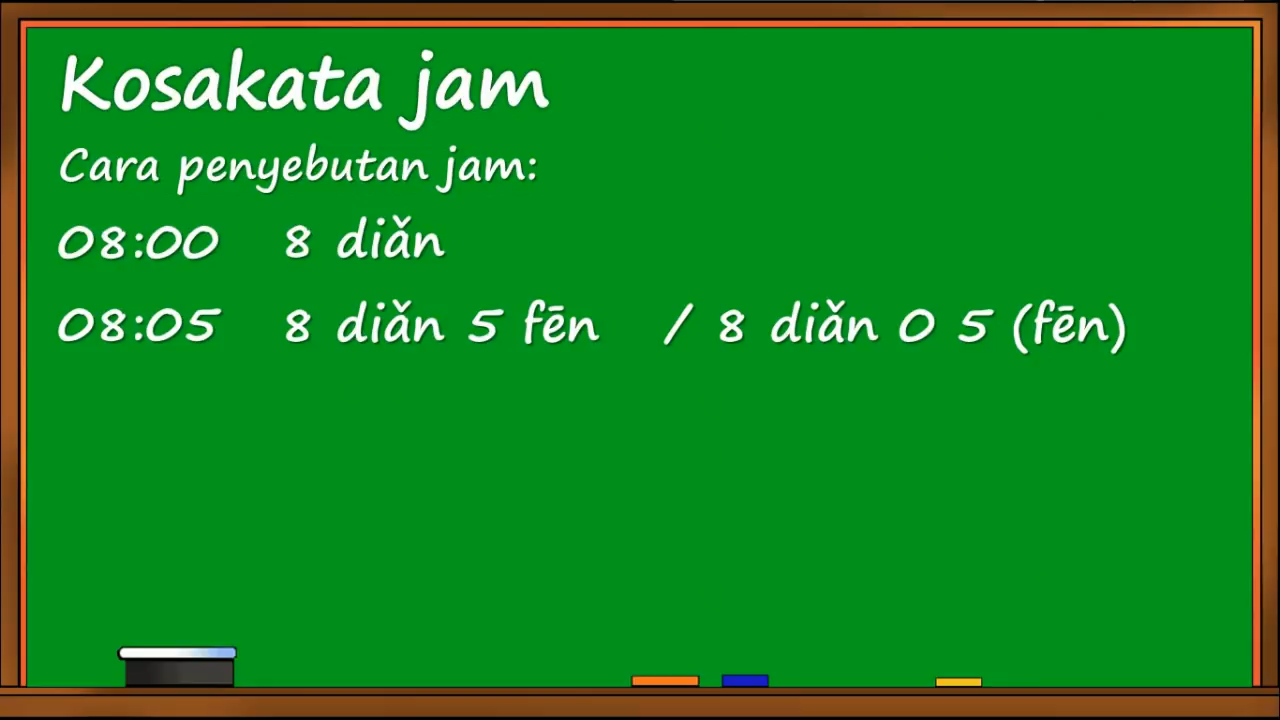 Kosakata jam
Cara penyebutan jam:
08:00 8 diǎn
08:05 8 diǎn 5 fēn / 8 diǎn 0 5 (fēn)